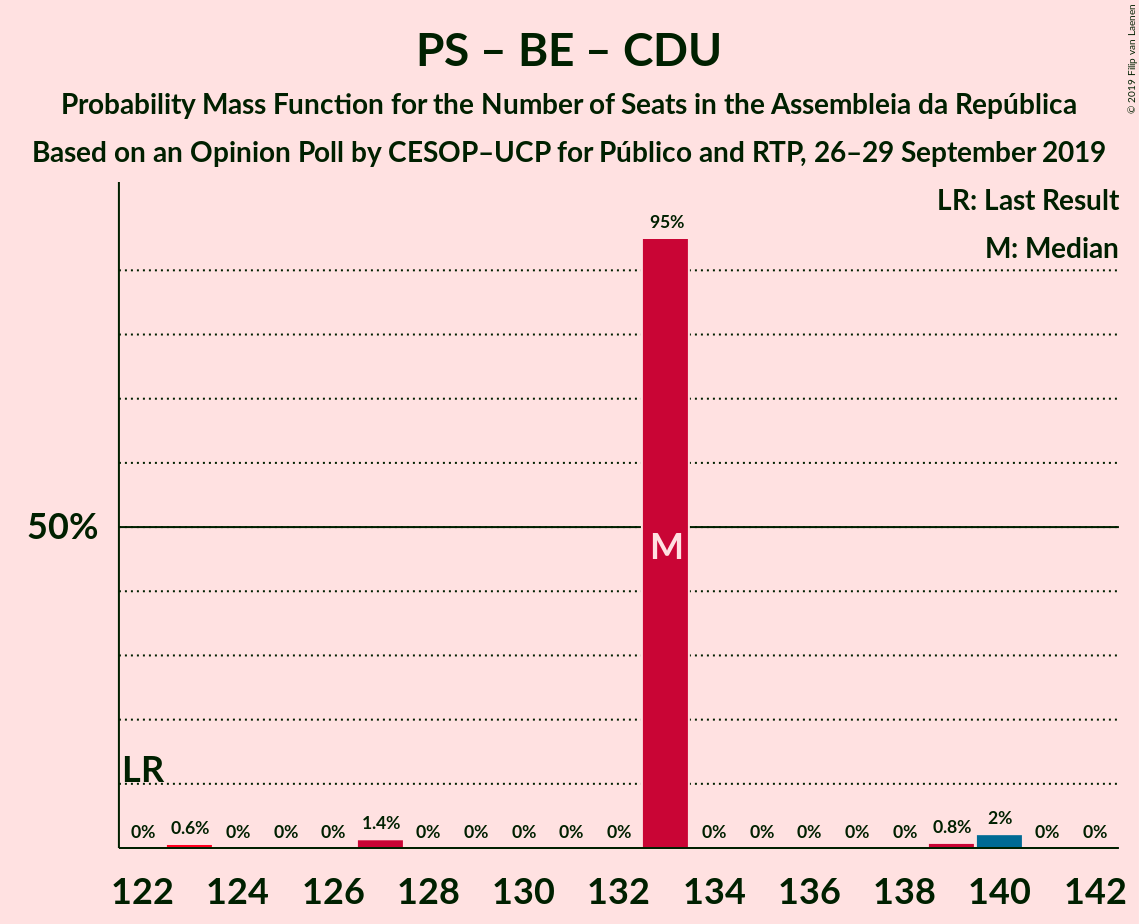 PS – BE – CDU
Probability Mass Function for the Number of Seats in the Assembleia da República
Based on an Opinion Poll by CESOP–UCP for Público and RTP, 26–29 September 2019
© 2019 Filip van Laenen
LR: Last Result
M: Median
95%
50%
M
LR
0% 0.6% 0% 0% 0% 1.4% 0% 0% 0% 0% 0% 0% 0% 0% 0% 0% 0.8% 2% 0% 0%
122 124 126 128 130 132 134 136 138 140 142